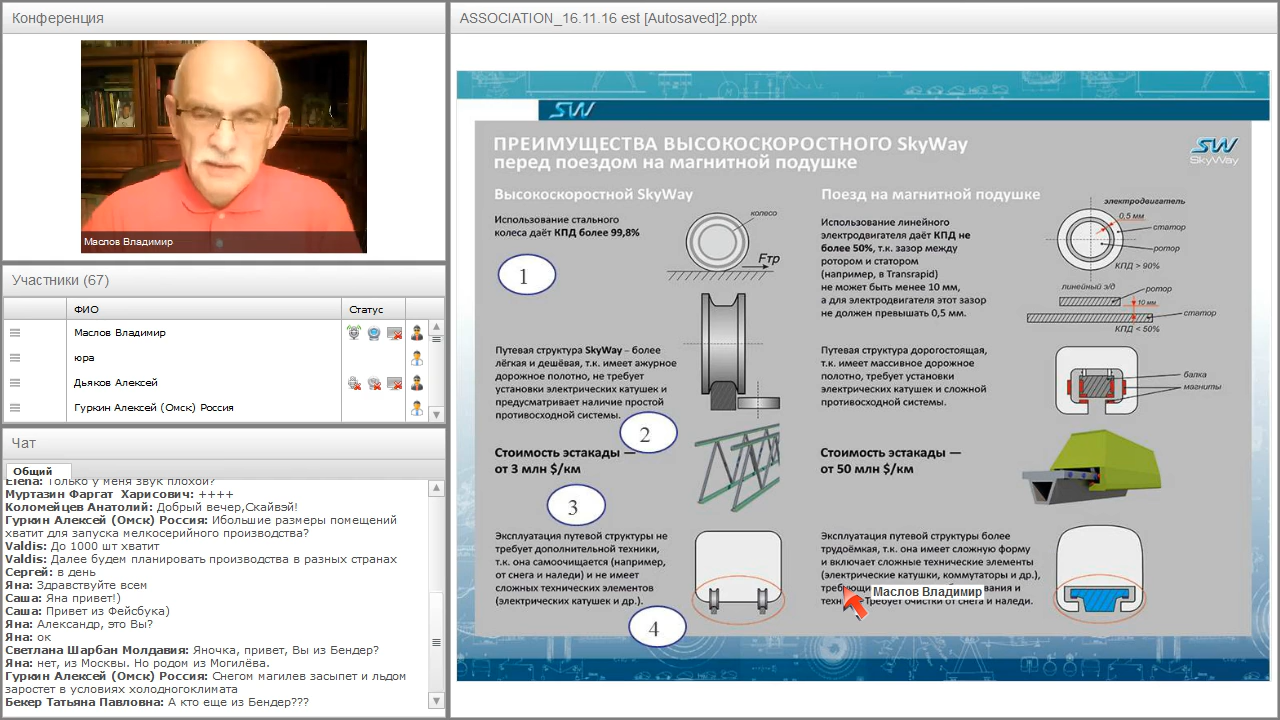 Конференция
Маслов Владимир
Участники (67)
ФИО
Статус
Маслов Владимир
юра
Дьяков Алексей
Гуркин Алексей (Омск) Россия
Чат
Общий
Elena: Только у меня звук плохой?
Муртазин Фаргат Харисович: ++++
Коломейцев Анатолий: Добрый вечер,Скайвэй!
Гуркин Алексей (Омск) Россия: Ибольшие размеры помещений
хватит для запуска мелкосерийного производства?
Valdis: До 1000 шт хватит
Valdis: Далее будем планировать производства в разных странах
Сергей: в день
Яна: Здравствуйте всем
Саша: Яна привет!)
Саша: Привет из Фейсбука)
Яна: Александр, это Вы?
Яна: ок
Светлана Шарбан Молдавия: Яночка, привет, Вы из Бендер?
Яна: нет, из Москвы. Но родом из Могилёва.
Гуркин Алексей (Омск) Россия: Снегом магилев засыпет и льдом
заростет в условиях холодногоклимата
Бекер Татьяна Павловна: А кто еще из Бендер???
ASSOCIATION_16.11.16 est [Autosaved]2.pptx
SW
ПРЕИМУЩЕСТВА ВЫСОКОСКОРОСТНОГО SkyWay
перед поездом на магнитной подушке
SW
SkyWay
Высокоскоростной SkyWay
Использование стального
колеса даёт КПД более 99,8%
колесо
Fтр
1
Путевая структура SkyWay – более
лёгкая и дешёвая, т.к. имеет ажурное
дорожное полотно, не требует
установки электрических катушек и
предусматривает наличие простой
противосходной системы.
2
Стоимость эстакады —
от 3 млн $/км
3
Эксплуатация путевой структуры не
требует дополнительной техники,
т.к. она самоочищается (например,
от снега и наледи) и не имеет
сложных технических элементов
(электрических катушек и др.).
4
Поезд на магнитной подушке
Использование линейного
электродвигателя даёт КПД не
более 50%, т.к. зазор между
ротором и статором
(например, в Transrapid)
не может быть менее 10 мм,
а для электродвигателя этот зазор
не должен превышать 0,5 мм.
электродвигатель
0,5 мм
статор
ротор
КПД > 90%
линейный э/д
ротор
10 мм
статор
КПД < 50%
Путевая структура дорогостоящая,
т.к. имеет массивное дорожное
полотно, требует установки
электрических катушек и сложной
противосходной системы.
балка
магниты
Стоимость эстакады —
от 50 млн $/км
Эксплуатация путевой структуры более
трудоёмкая, т.к. она имеет сложную форму
и включает сложные технические элементы
(электрические катушки, коммутаторы и др.),
Маслов Владимир
требует очистки от снега и наледи.